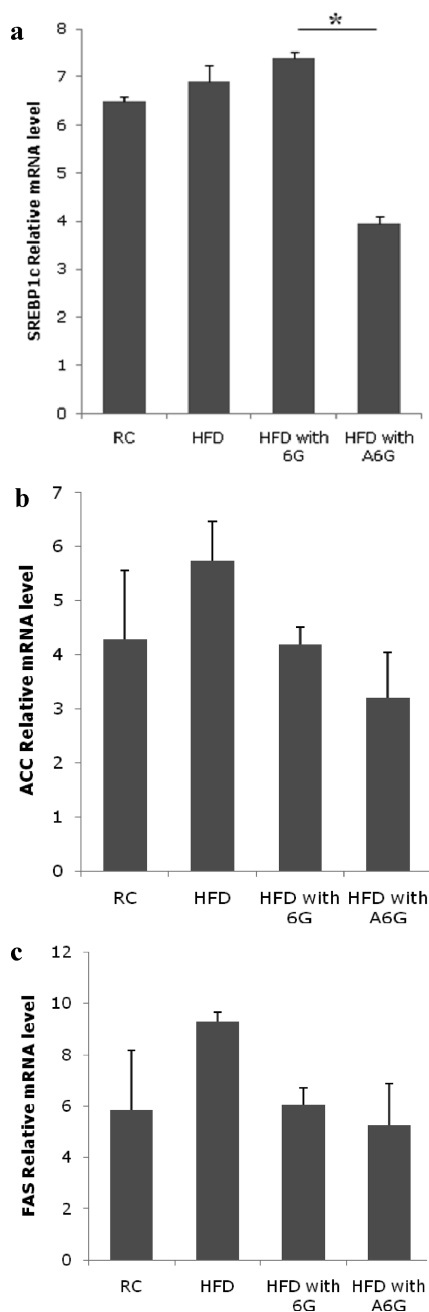 a
SREBP1c Relative mRNA level
8
7
6
5
4
3
2
1
0
*
RC
HFD
HFD with
6G
HFD with
A6G
b
ACC Relative mRNA level
7
6
5
4
3
2
1
0
RC
HFD
HFD with
6G
HFD with
A6G
c
FAS Relative mRNA level
12
10
8
6
4
2
0
RC
HFD
HFD with
6G
HFD with
A6G